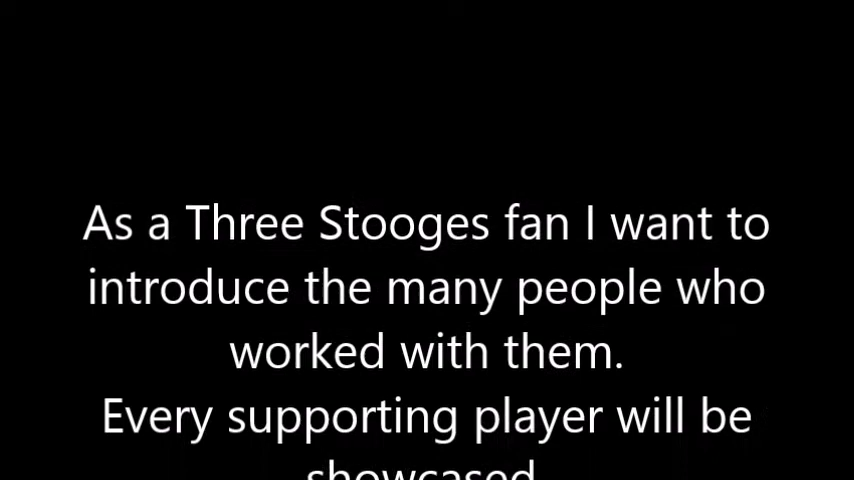 As a Three Stooges fan I want to
introduce the many people who
worked with them.
Every supporting player will be
showcased